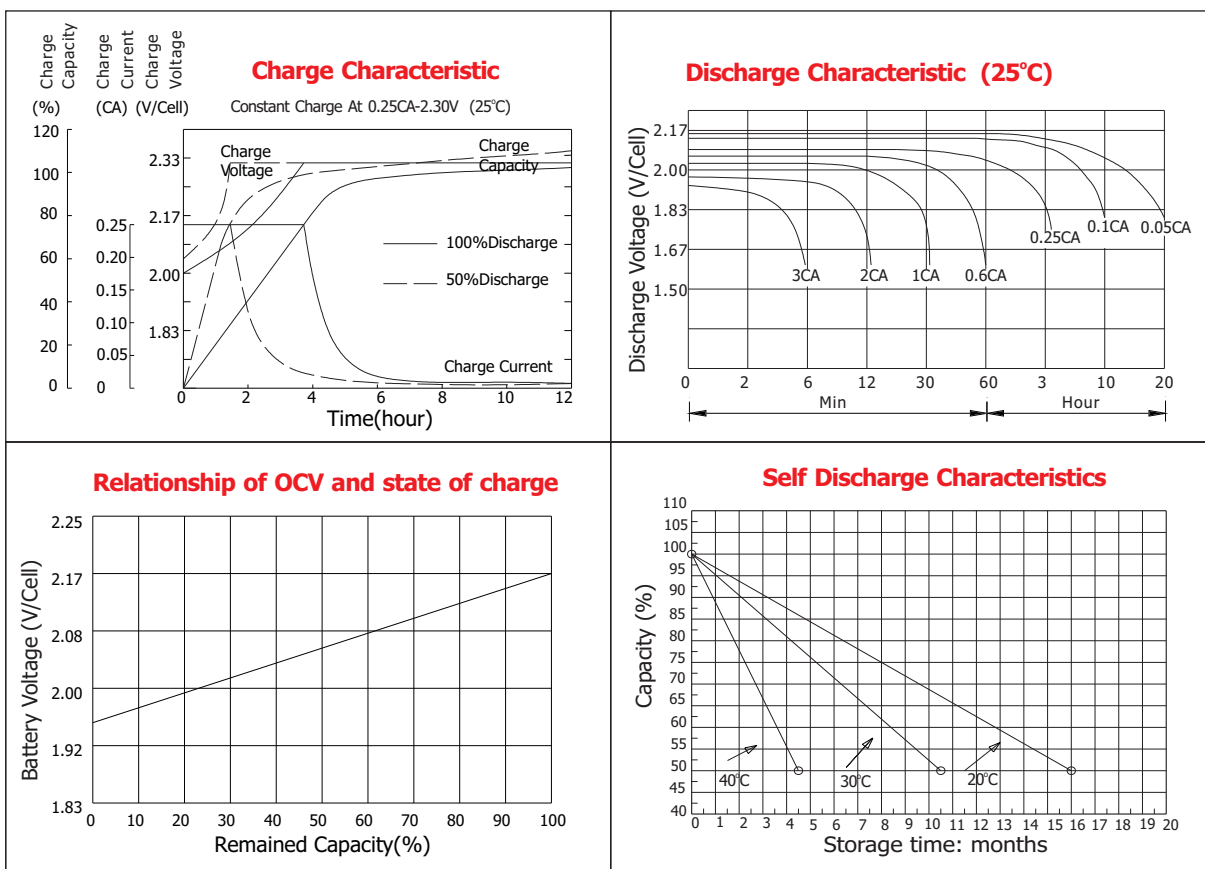 Charge Capacity
Charge Current
Charge Voltage
(%) (CA) (V/Cell)
Charge Characteristic
Constant Charge At 0.25CA-2.30V (25°C)
120
100
80
60
40
20
0
0.25
0.20
0.15
0.10
0.05
0
2.33
2.17
2.00
1.83
Charge Voltage
Charge Capacity
100%Discharge
50%Discharge
Charge Current
0 2 4 6 8 10 12
Time(hour)
Discharge Characteristic (25°C)
Discharge Voltage (V/Cell)
2.17
2.00
1.83
1.67
1.50
0
3CA 2CA 1CA 0.6CA 0.25CA 0.1CA 0.05CA
0 2 6 12 30 60 3 10 20
Min Hour
Relationship of OCV and state of charge
Battery Voltage (V/Cell)
2.25
2.17
2.08
2.00
1.92
1.83
0 10 20 30 40 50 60 70 80 90 100
Remained Capacity(%)
Self Discharge Characteristics
Capacity (%)
110
105
100
95
90
85
80
75
70
65
60
55
50
40
40°C 30°C 20°C
0 1 2 3 4 5 6 7 8 9 10 11 12 13 14 15 16 17 18 19 20
Storage time: months